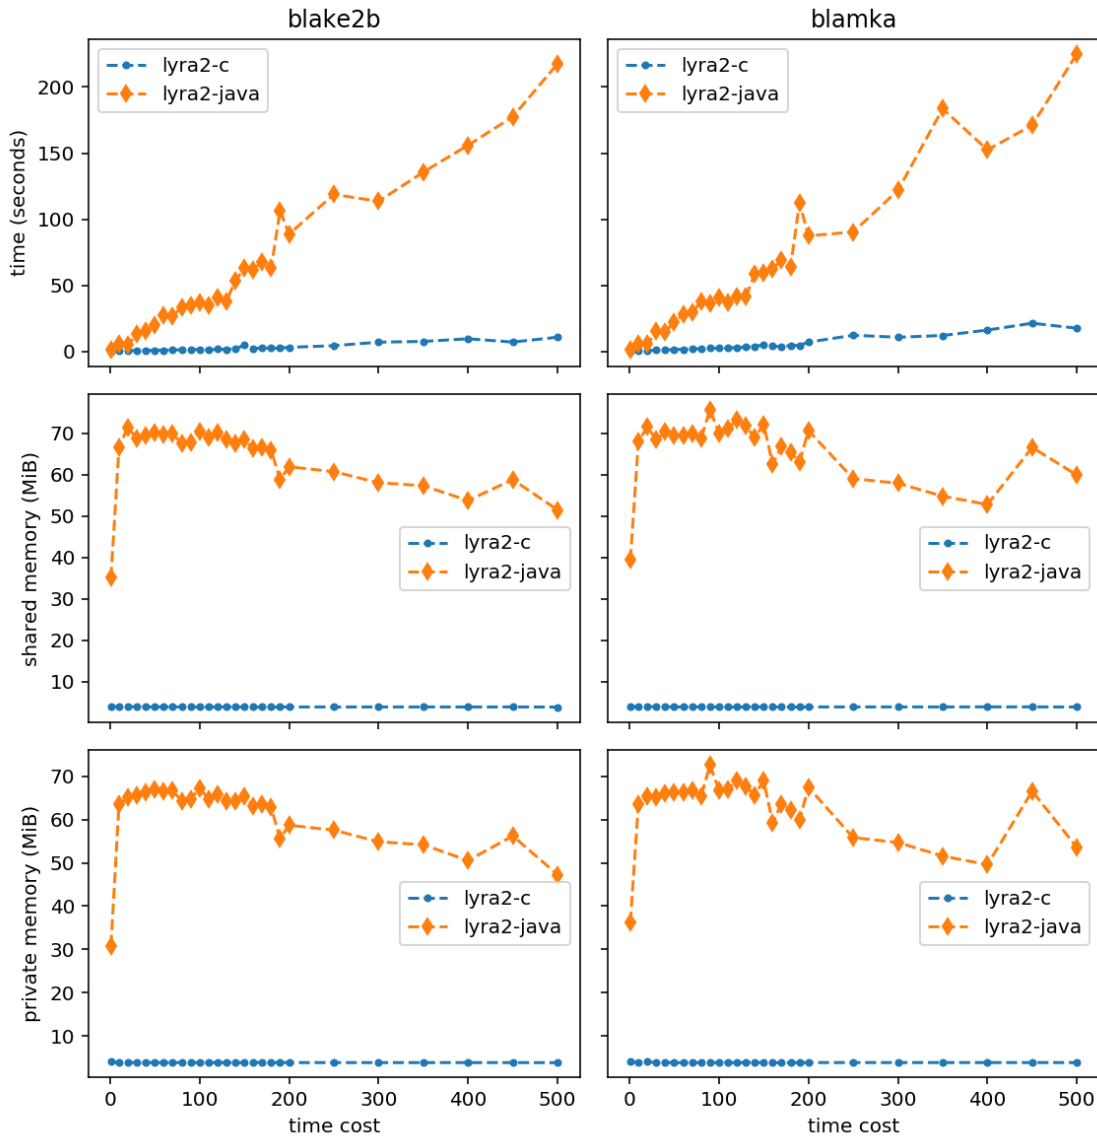 blake2b
blamka
lyra2-c
lyra2-java
lyra2-c
lyra2-java
time (seconds)
200
150
100
50
0
shared memory (MiB)
70
60
50
40
30
20
10
lyra2-c
lyra2-java
lyra2-c
lyra2-java
private memory (MiB)
70
60
50
40
30
20
10
lyra2-c
lyra2-java
lyra2-c
lyra2-java
0 100 200 300 400 500
0 100 200 300 400 500
time cost
time cost